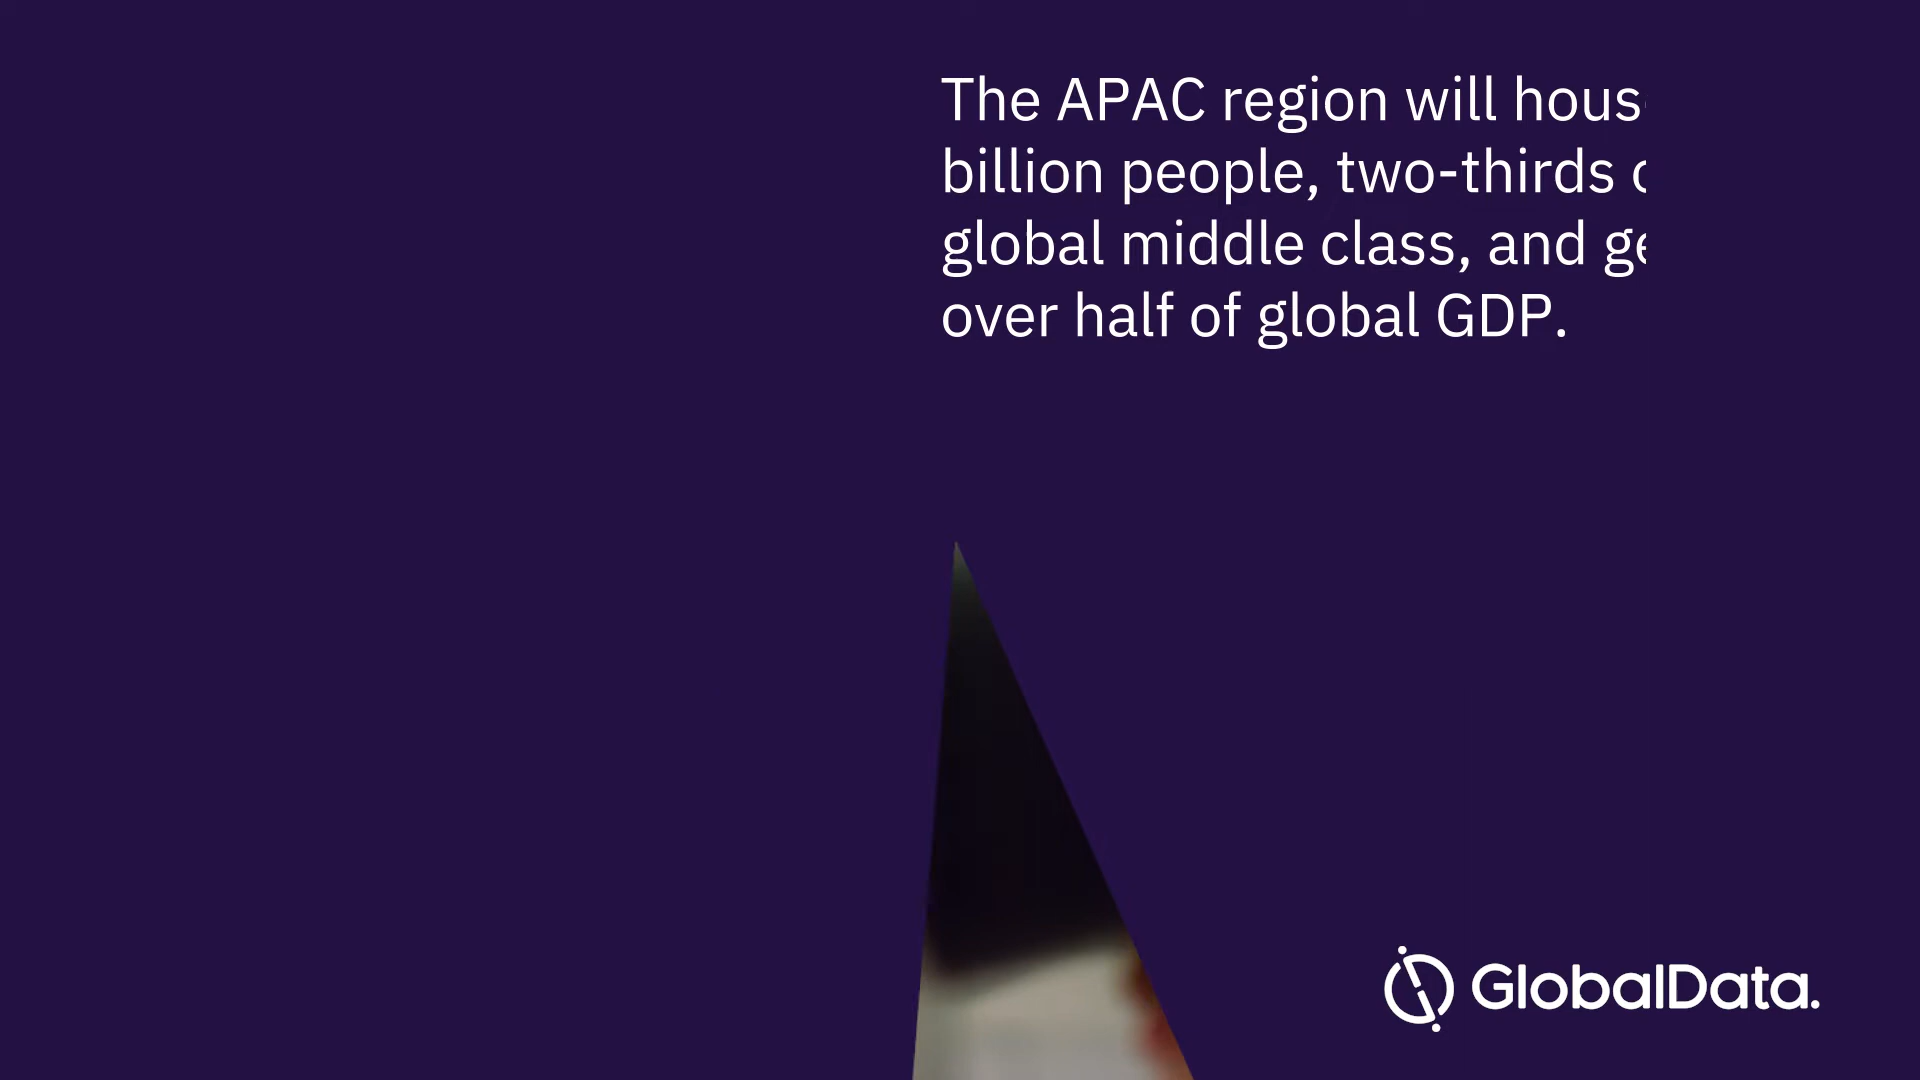 The APAC region will hous
billion people, two-thirds
global middle class, and
over half of global GDP.
GlobalData.